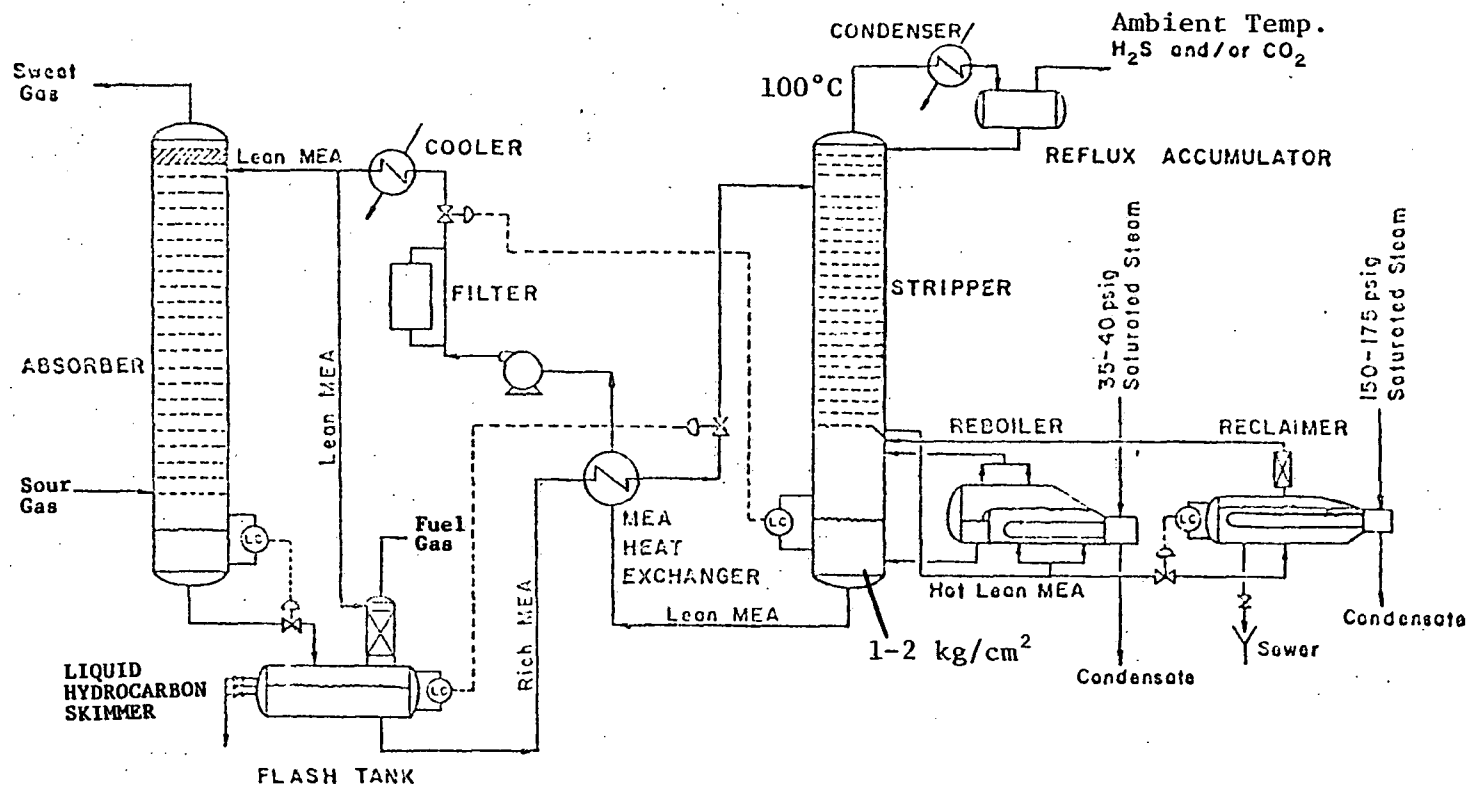 Ambient Temp.
H₂S and/or CO₂
CONDENSER
100°C
Sweet
Gas
Lean MEA
COOLER
REFLUX ACCUMULATOR
FILTER
STRIPPER
35-40 psig
Saturated Steam
150-175 psig
Saturated Steam
ABSORBER
Lean MEA
REBOILER
RECLAIMER
Sour
Gas
LC
Fuel
Gas
MEA
HEAT
EXCHANGER
LC
LC
Hot Lean MEA
Lean MEA
Rich MEA
1-2 kg/cm²
Condensate
Sewer
Condensate
LIQUID
HYDROCARBON
SKIMMER
LC
FLASH TANK